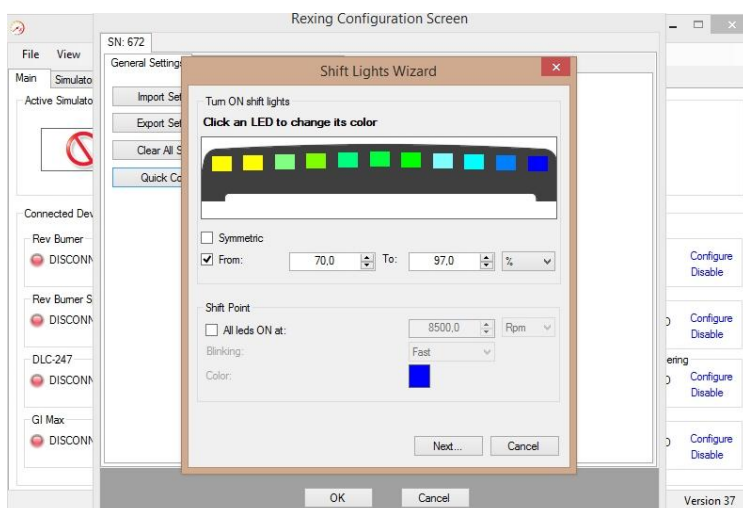 Rexing Configuration Screen
File View
SN: 672
General Settings
Main Simulato
Active Simulato
Import Set
Export Set
Clear All S
Quick Co
Shift Lights Wizard
Turn ON shift lights
Click an LED to change its color
Symmetric
From: 70,0 To: 97,0 %
Shift Point
All leds ON at: 8500,0 Rpm
Blinking: Fast
Color:
Next... Cancel
Connected Dev
Rev Burner
DISCONN
Configure
Disable
Rev Burner S
DISCONN
Configure
Disable
DLC-247
ering
DISCONN
Configure
Disable
GI Max
DISCONN
Configure
Disable
OK Cancel
Version 37